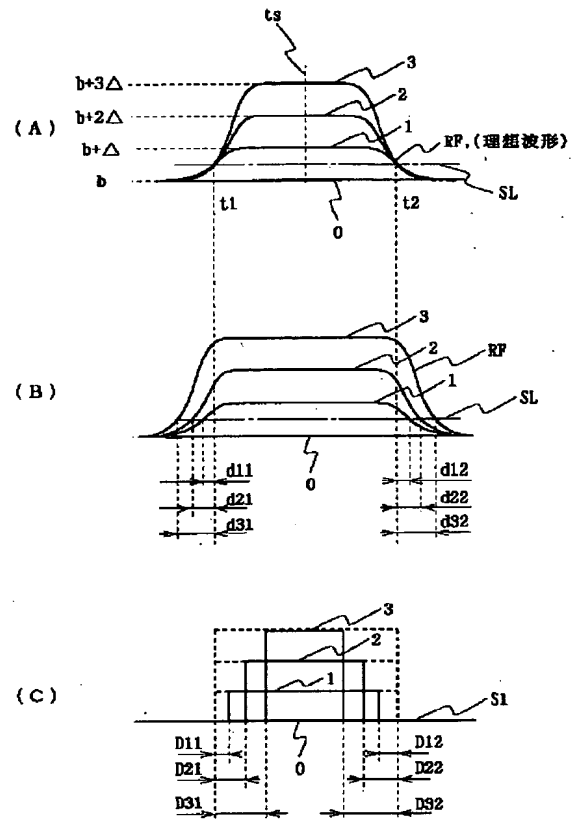 ts
3
b+3△
2
b+2△
(A)
1
b+△
RF,(理想波形)
b
SL
t1
0
t2
3
2
RF
1
(B)
SL
0
d11
d12
d21
d22
d31
d32
3
2
(C)
1
S1
D11
0
D12
D21
D22
D31
D32